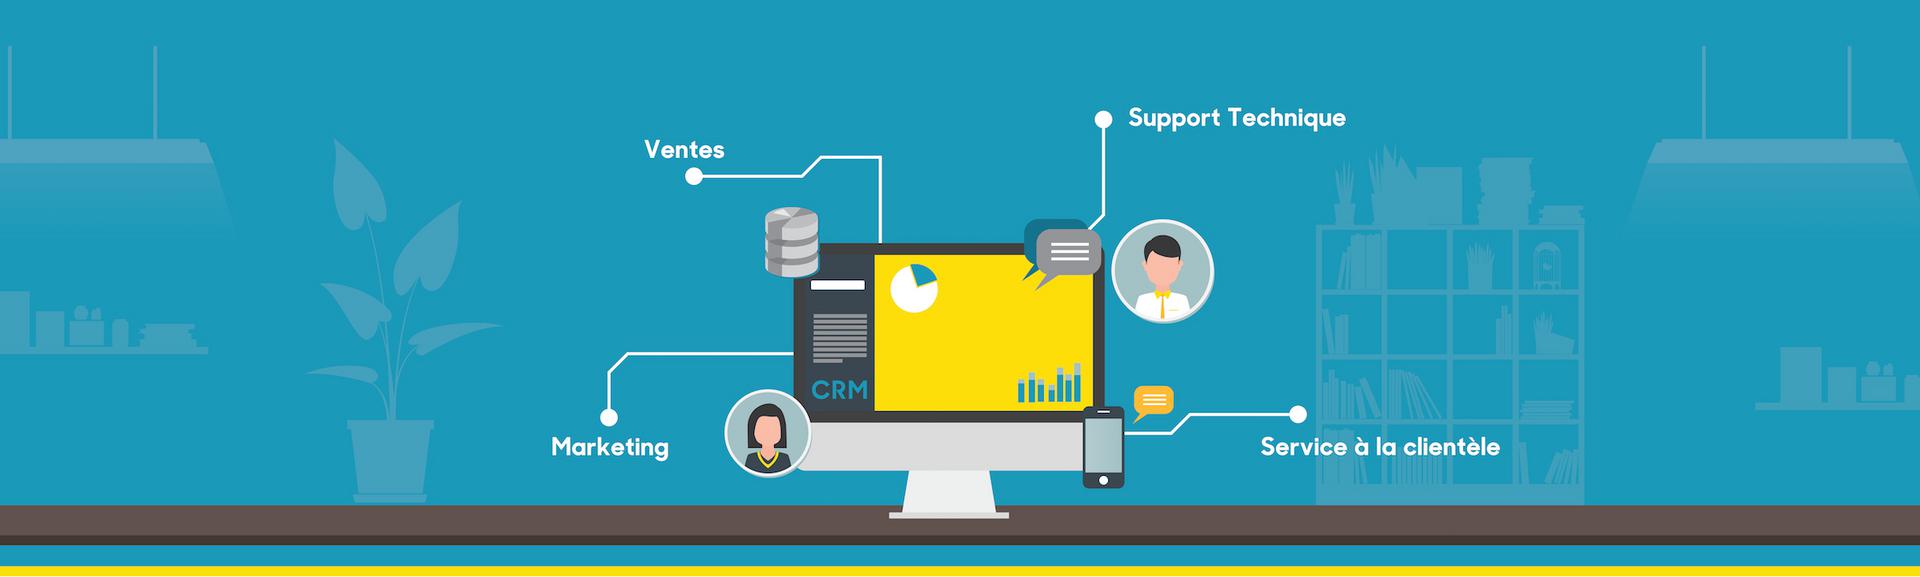 Support Technique
Ventes
CRM
Marketing
Service à la clientèle